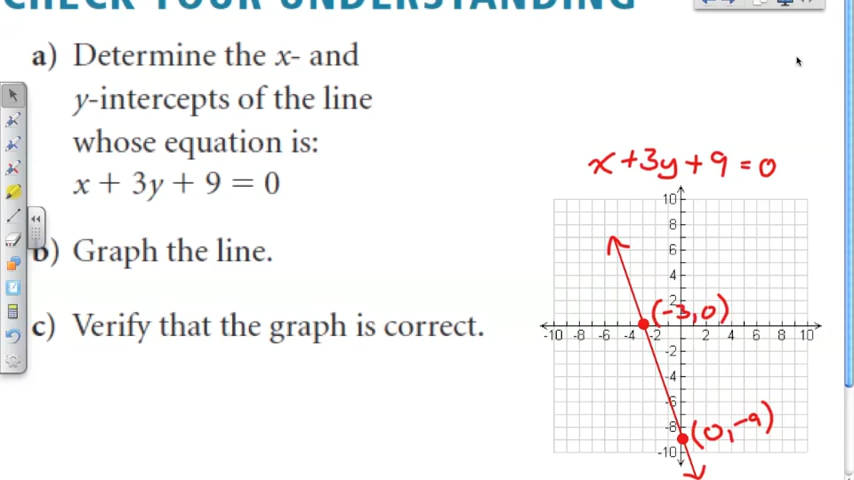 CHECK YOUR UNDERSTANDING
a) Determine the x- and
y-intercepts of the line
whose equation is:
x + 3y + 9 = 0
b) Graph the line.
c) Verify that the graph is correct.
x + 3y + 9 = 0
10
8
6
4
2
(-3, 0)
-10 -8 -6 -4 -2 2 4 6 8 10
-2
-4
-6
-8
(0, -9)
-10